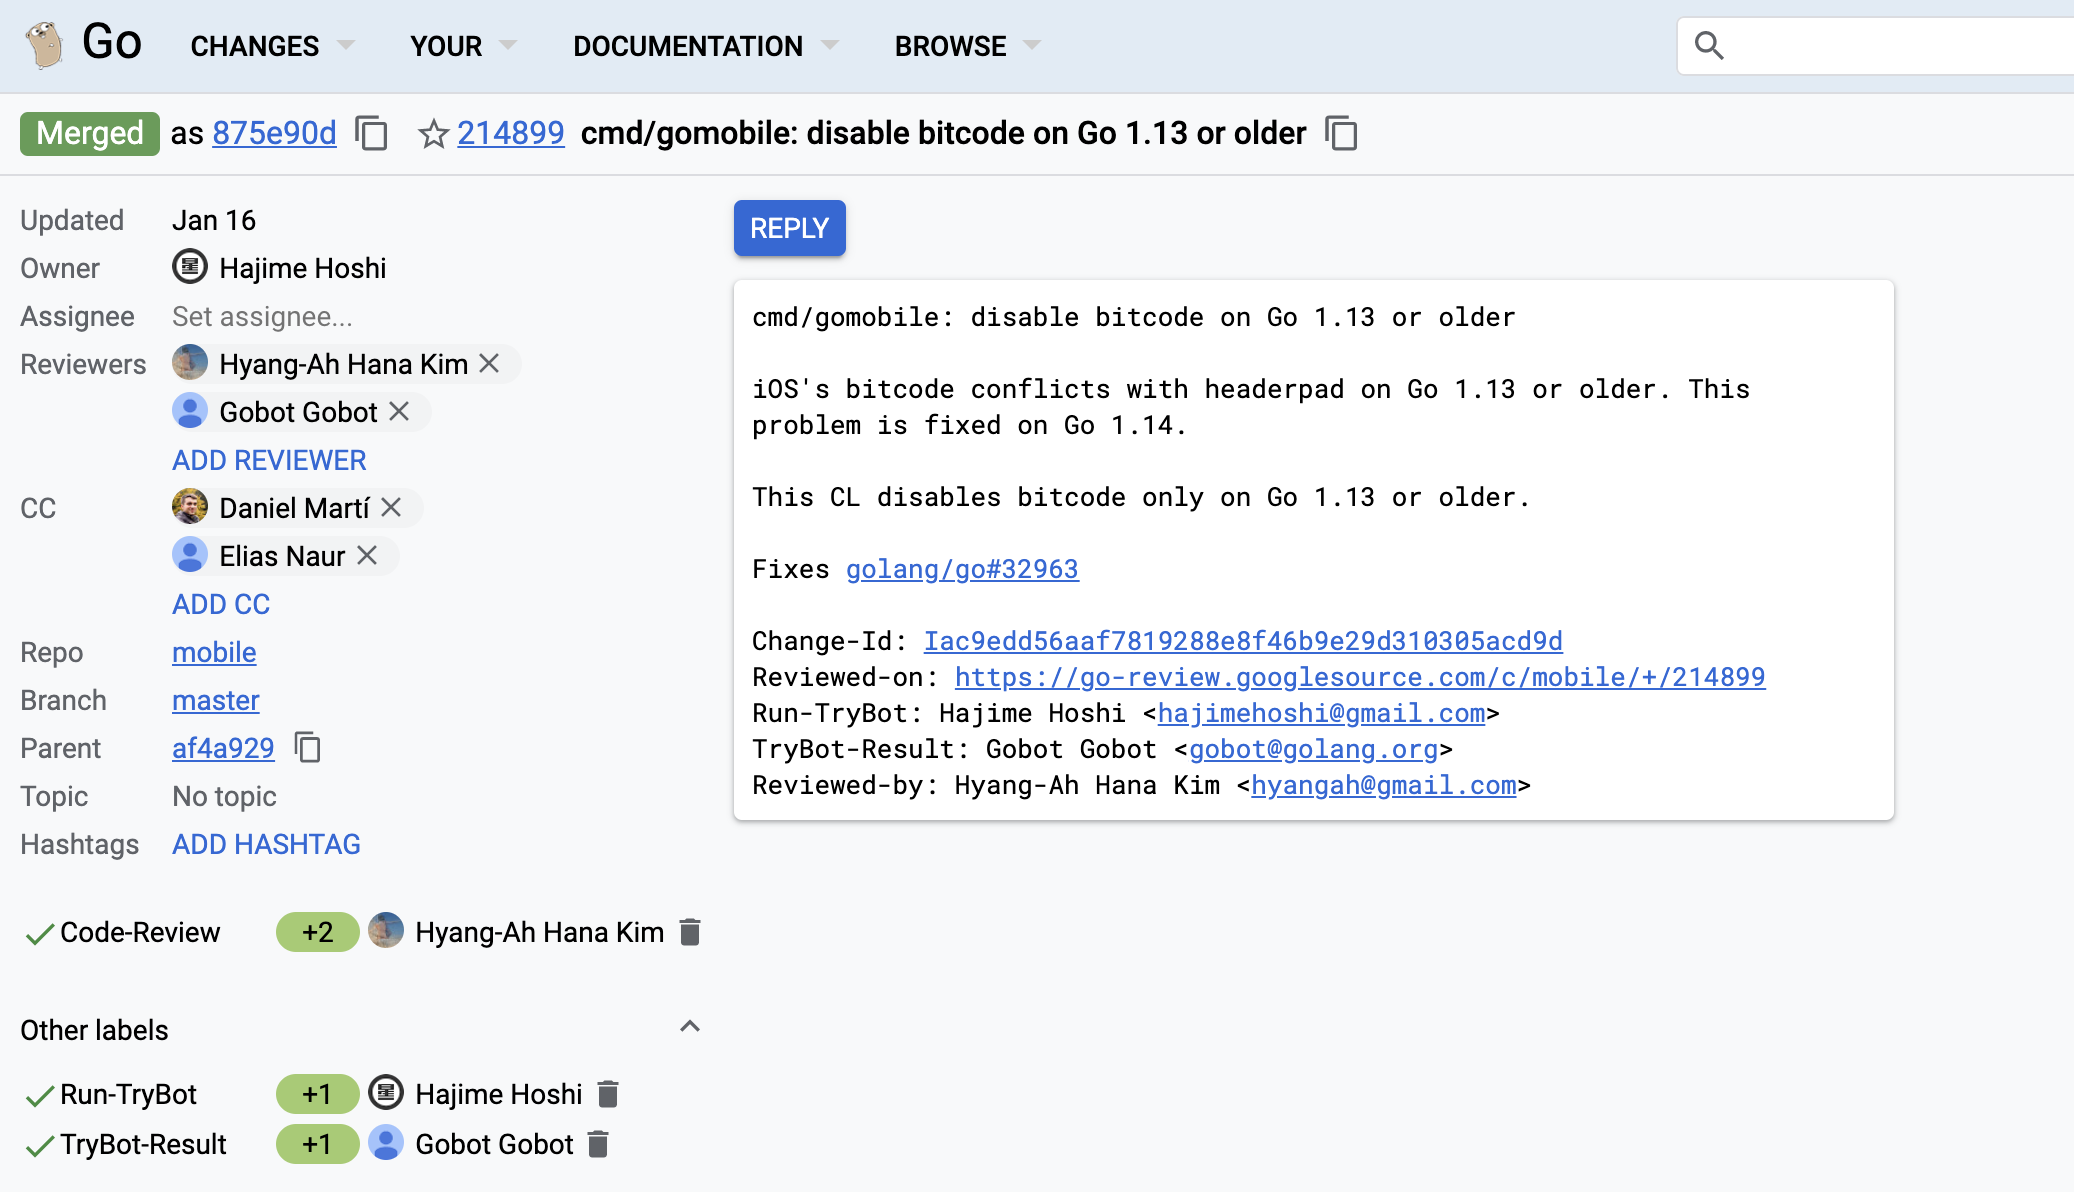 Go CHANGES YOUR DOCUMENTATION BROWSE
Merged as 875e90d 214899 cmd/gomobile: disable bitcode on Go 1.13 or older
Updated Jan 16
Owner Hajime Hoshi
Assignee Set assignee...
Reviewers Hyang-Ah Hana Kim
Gobot Gobot
ADD REVIEWER
CC Daniel Martí
Elias Naur
ADD CC
Repo mobile
Branch master
Parent af4a929
Topic No topic
Hashtags ADD HASHTAG
Code-Review +2 Hyang-Ah Hana Kim
Other labels
Run-TryBot +1 Hajime Hoshi
TryBot-Result +1 Gobot Gobot
REPLY
cmd/gomobile: disable bitcode on Go 1.13 or older
iOS's bitcode conflicts with headerpad on Go 1.13 or older. This
problem is fixed on Go 1.14.
This CL disables bitcode only on Go 1.13 or older.
Fixes golang/go#32963
Change-Id: Iac9edd56aaf7819288e8f46b9e29d310305acd9d
Reviewed-on: https://go-review.googlesource.com/c/mobile/+/214899
Run-TryBot: Hajime Hoshi <hajimehoshi@gmail.com>
TryBot-Result: Gobot Gobot <gobot@golang.org>
Reviewed-by: Hyang-Ah Hana Kim <hyangah@gmail.com>